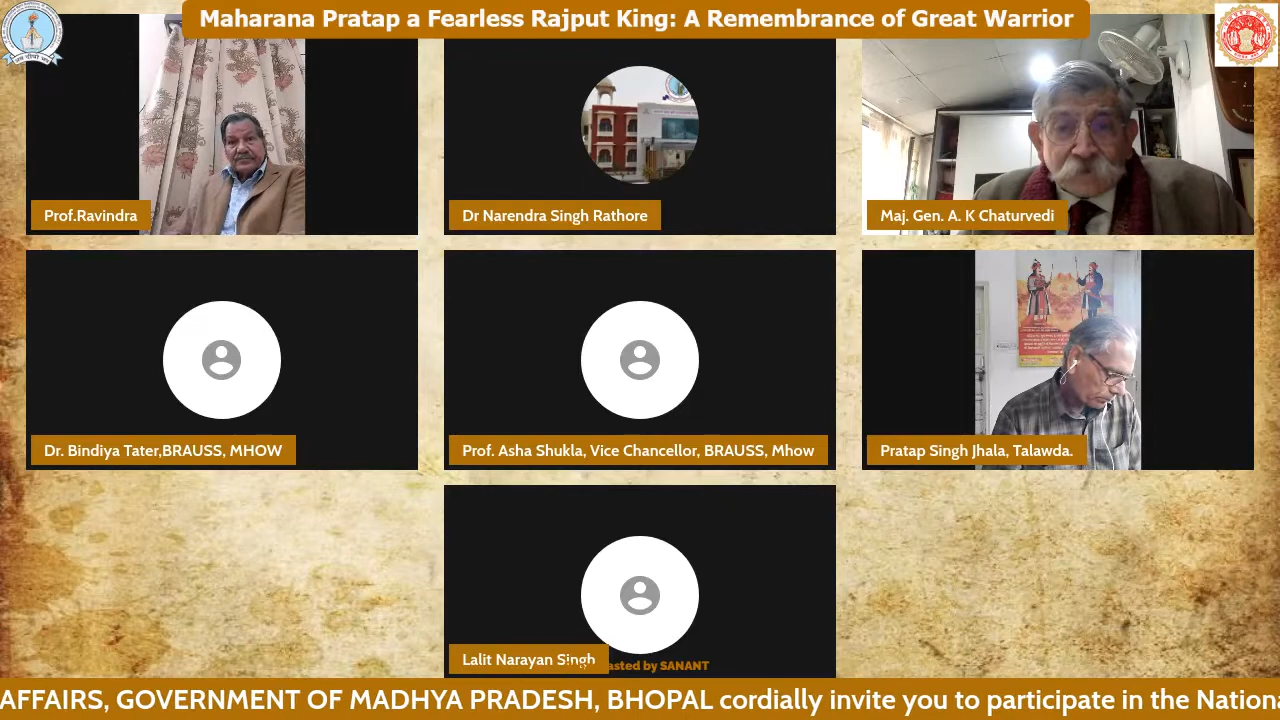 Maharana Pratap a Fearless Rajput King: A Remembrance of Great Warrior
Prof.Ravindra
Dr Narendra Singh Rathore
Maj. Gen. A. K Chaturvedi
Dr. Bindiya Tater,BRAUSS, MHOW
Prof. Asha Shukla, Vice Chancellor, BRAUSS, Mhow
Pratap Singh Jhala, Talawda.
Lalit Narayan Singh
by SANANT
AFFAIRS, GOVERNMENT OF MADHYA PRADESH, BHOPAL cordially invite you to participate in the Nationa